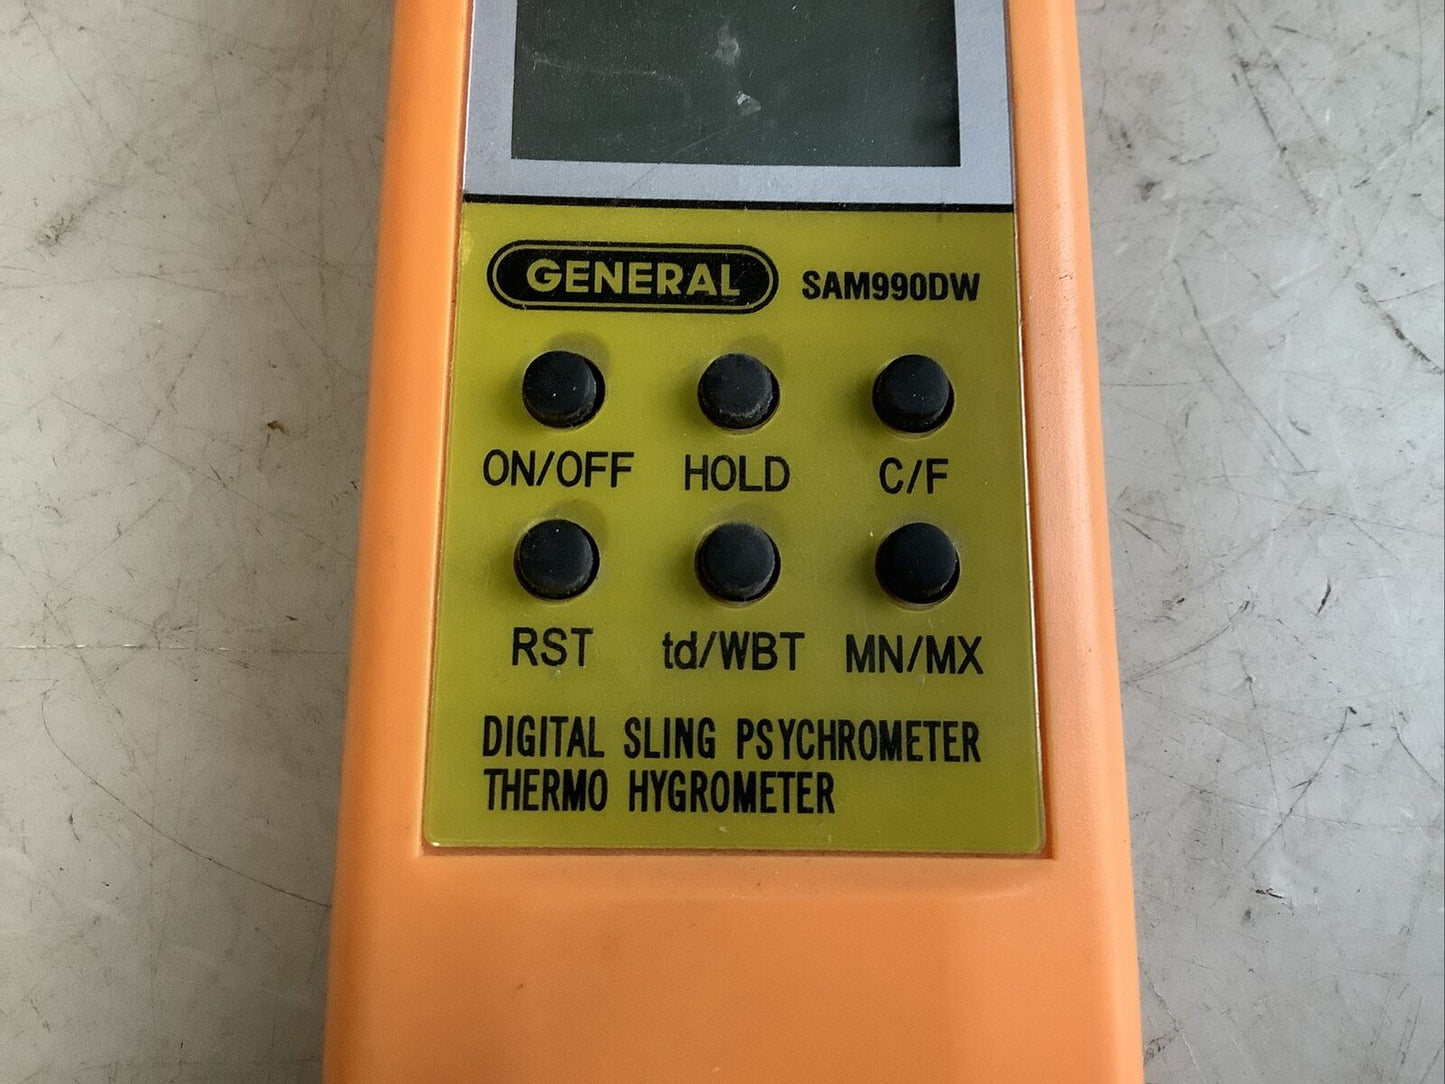 GENERAL SAM990DW
ON/OFF HOLD C/F
RST td/WBT MN/MX
DIGITAL SLING PSYCHROMETER
THERMO HYGROMETER